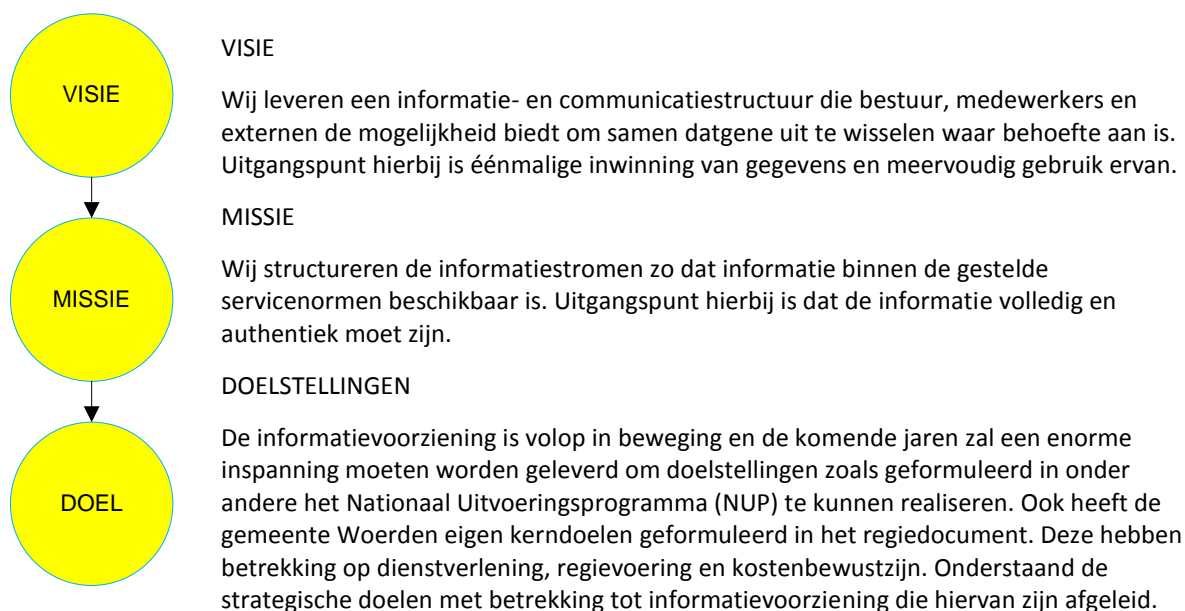 VISIE
VISIE
Wij leveren een informatie- en communicatiestructuur die bestuur, medewerkers en
externen de mogelijkheid biedt om samen datgene uit te wisselen waar behoefte aan is.
Uitgangspunt hierbij is éénmalige inwinning van gegevens en meervoudig gebruik ervan.
MISSIE
MISSIE
Wij structureren de informatiestromen zo dat informatie binnen de gestelde
servicenormen beschikbaar is. Uitgangspunt hierbij is dat de informatie volledig en
authentiek moet zijn.
DOEL
DOELSTELLINGEN
De informatievoorziening is volop in beweging en de komende jaren zal een enorme
inspanning moeten worden geleverd om doelstellingen zoals geformuleerd in onder
andere het Nationaal Uitvoeringsprogramma (NUP) te kunnen realiseren. Ook heeft de
gemeente Woerden eigen kerndoelen geformuleerd in het regiedocument. Deze hebben
betrekking op dienstverlening, regievoering en kostenbewustzijn. Onderstaand de
strategische doelen met betrekking tot informatievoorziening die hiervan zijn afgeleid.